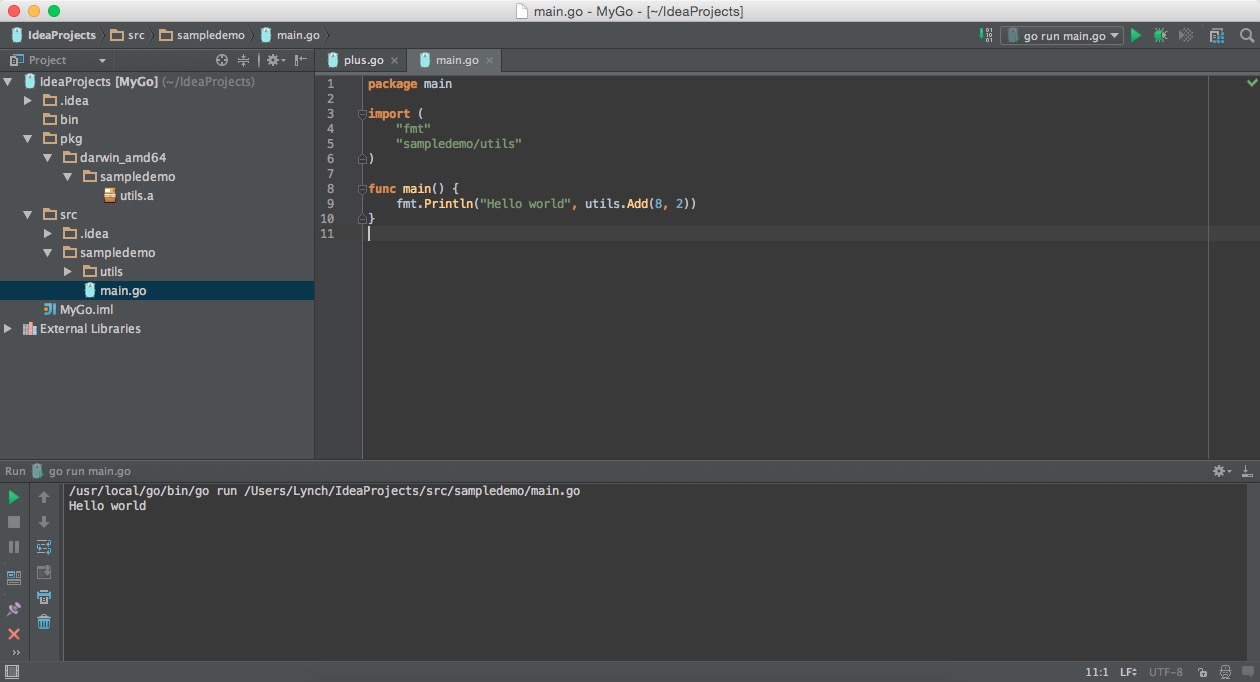 main.go - MyGo - [~/IdeaProjects]
IdeaProjects src sampledemo main.go go run main.go
Project
plus.go main.go
IdeaProjects [MyGo] (~/IdeaProjects)
.idea
bin
pkg
darwin_amd64
sampledemo
utils.a
src
.idea
sampledemo
utils
main.go
MyGo.iml
External Libraries
1 package main
2
3 import (
4 "fmt"
5 "sampledemo/utils"
6 )
7
8 func main() {
9 fmt.Println("Hello world", utils.Add(8, 2))
10 }
11
Run go run main.go
/usr/local/go/bin/go run /Users/Lynch/IdeaProjects/src/sampledemo/main.go
Hello world
11:1 LF UTF-8